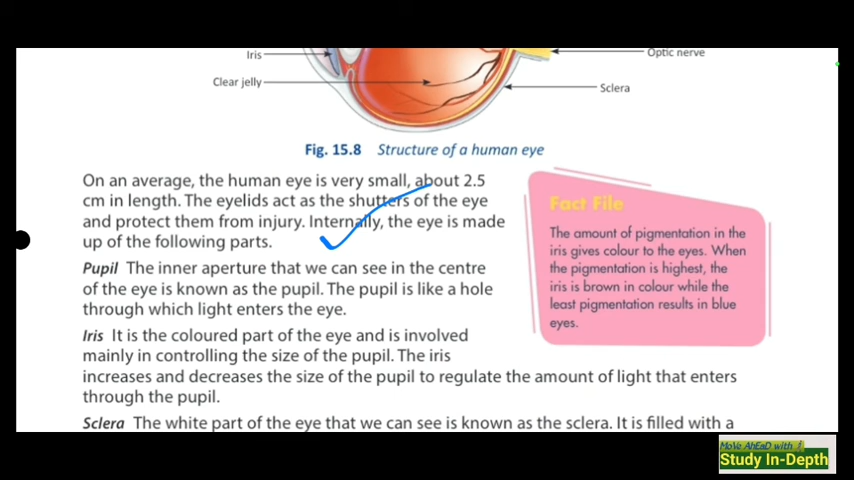 Iris
Optic nerve
Clear jelly
Sclera
Fig. 15.8 Structure of a human eye
On an average, the human eye is very small, about 2.5
cm in length. The eyelids act as the shutters of the eye
and protect them from injury. Internally, the eye is made
up of the following parts.
Pupil The inner aperture that we can see in the centre
of the eye is known as the pupil. The pupil is like a hole
through which light enters the eye.
Iris It is the coloured part of the eye and is involved
mainly in controlling the size of the pupil. The iris
increases and decreases the size of the pupil to regulate the amount of light that enters
through the pupil.
Sclera The white part of the eye that we can see is known as the sclera. It is filled with a
Fact File
The amount of pigmentation in the
iris gives colour to the eyes. When
the pigmentation is highest, the
iris is brown in colour while the
least pigmentation results in blue
eyes.
MoVe AhEnD with
Study In-Depth